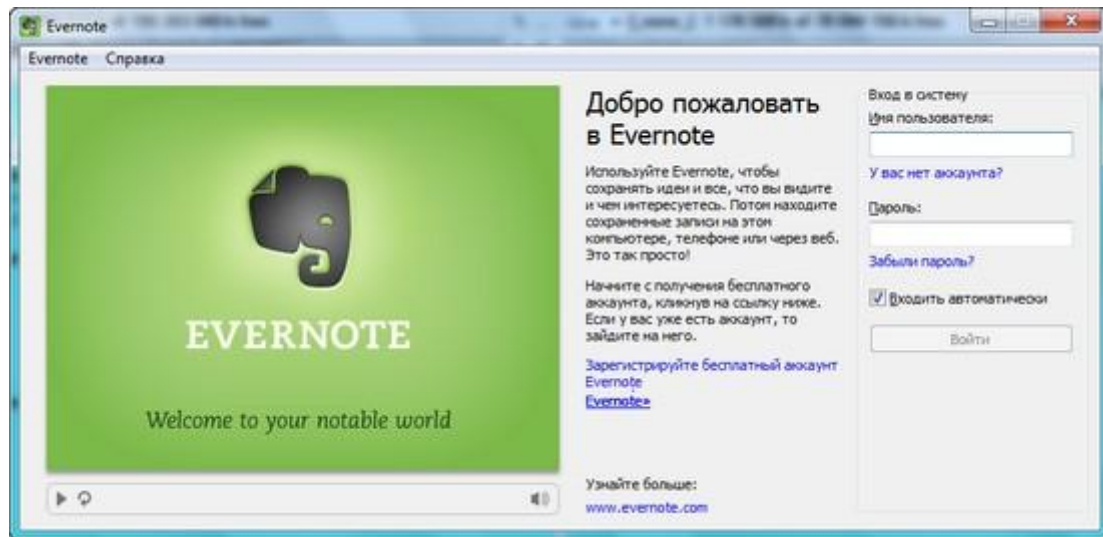 Evernote
Evernote Справка
EVERNOTE
Welcome to your notable world
Добро пожаловать
в Evernote
Используйте Evernote, чтобы
сохранять идеи и все, что вы видите
и чем интересуетесь. Потом находите
сохраненные записи на этом
компьютере, телефоне или через веб.
Это так просто!
Начните с получения бесплатного
аккаунта, кликнув на ссылку ниже.
Если у вас уже есть аккаунт, то
зайдите на него.
Зарегистрируйте бесплатный аккаунт
Evernote
Evernote»
Узнайте больше:
www.evernote.com
Вход в систему
Имя пользователя:
У вас нет аккаунта?
Пароль:
Забыли пароль?
Входить автоматически
Войти